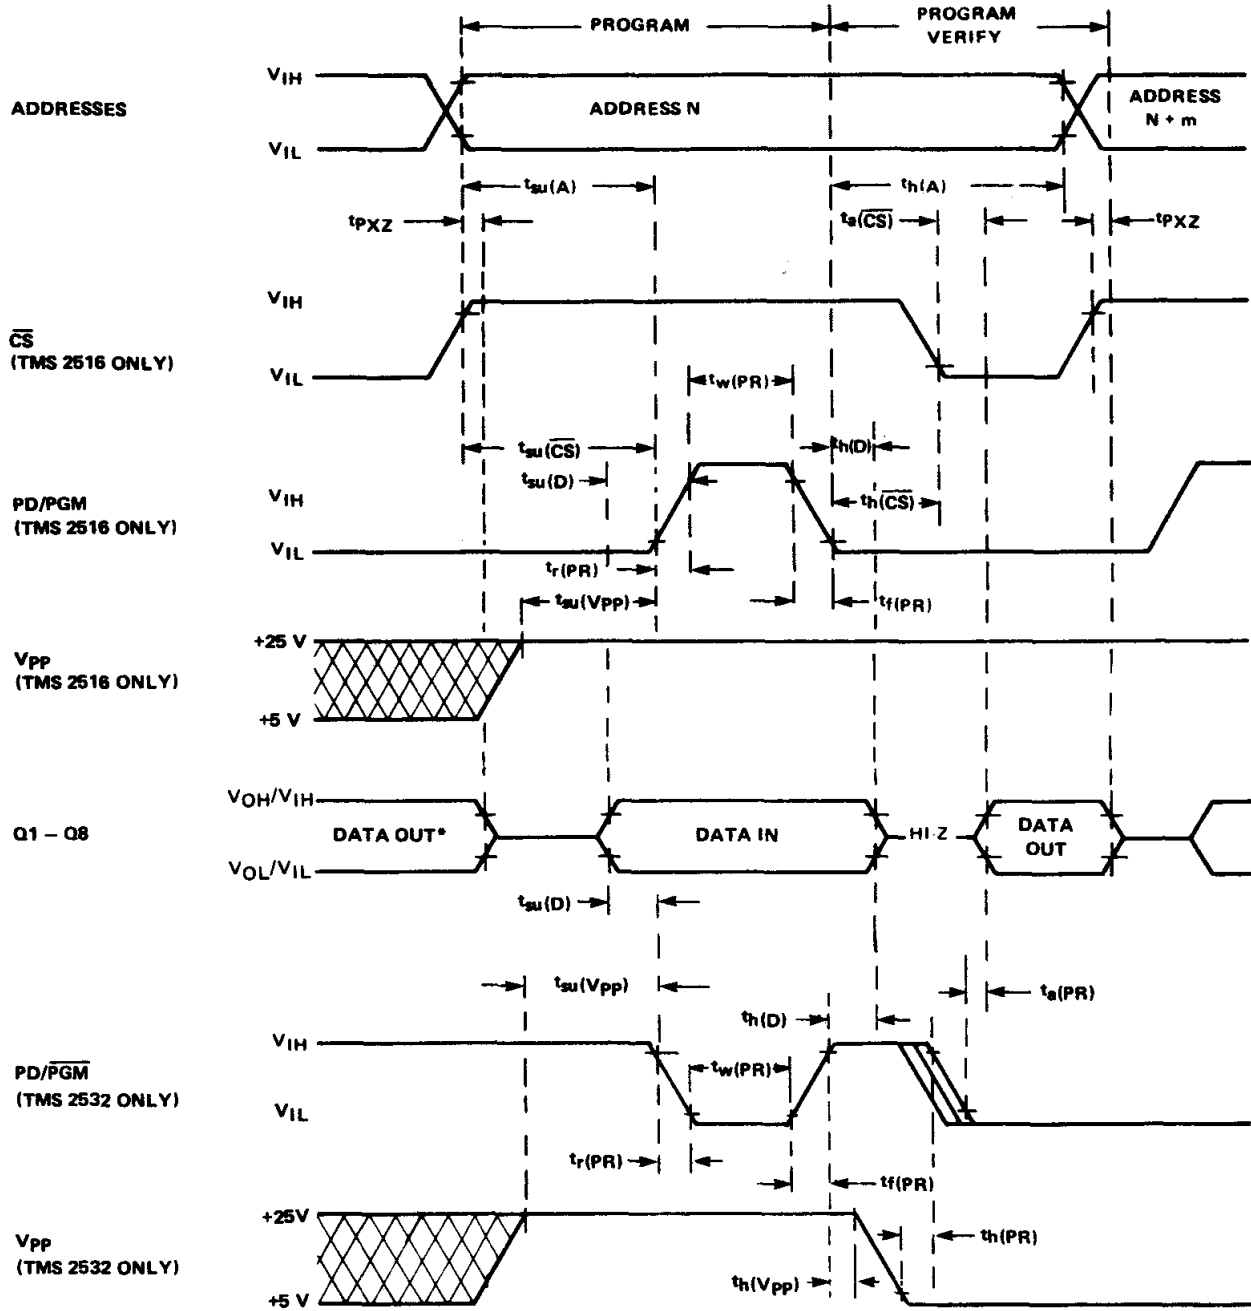 PROGRAM
PROGRAM
VERIFY
ADDRESSES
VIH
VIL
ADDRESS N
ADDRESS
N + m
tsu(A)
th(A)
tPXZ
ta(CS)
tPXZ
CS
(TMS 2516 ONLY)
VIH
VIL
tw(PR)
tsu(CS)
th(D)
tsu(D)
th(CS)
PD/PGM
(TMS 2516 ONLY)
VIH
VIL
tr(PR)
tsu(VPP)
tf(PR)
VPP
(TMS 2516 ONLY)
+25 V
+5 V
Q1 – Q8
VOH/VIH
VOL/VIL
DATA OUT*
DATA IN
HI-Z
DATA
OUT
tsu(D)
tsu(VPP)
ta(PR)
th(D)
PD/PGM
(TMS 2532 ONLY)
VIH
VIL
tw(PR)
tr(PR)
tf(PR)
VPP
(TMS 2532 ONLY)
+25V
+5 V
th(PR)
th(VPP)